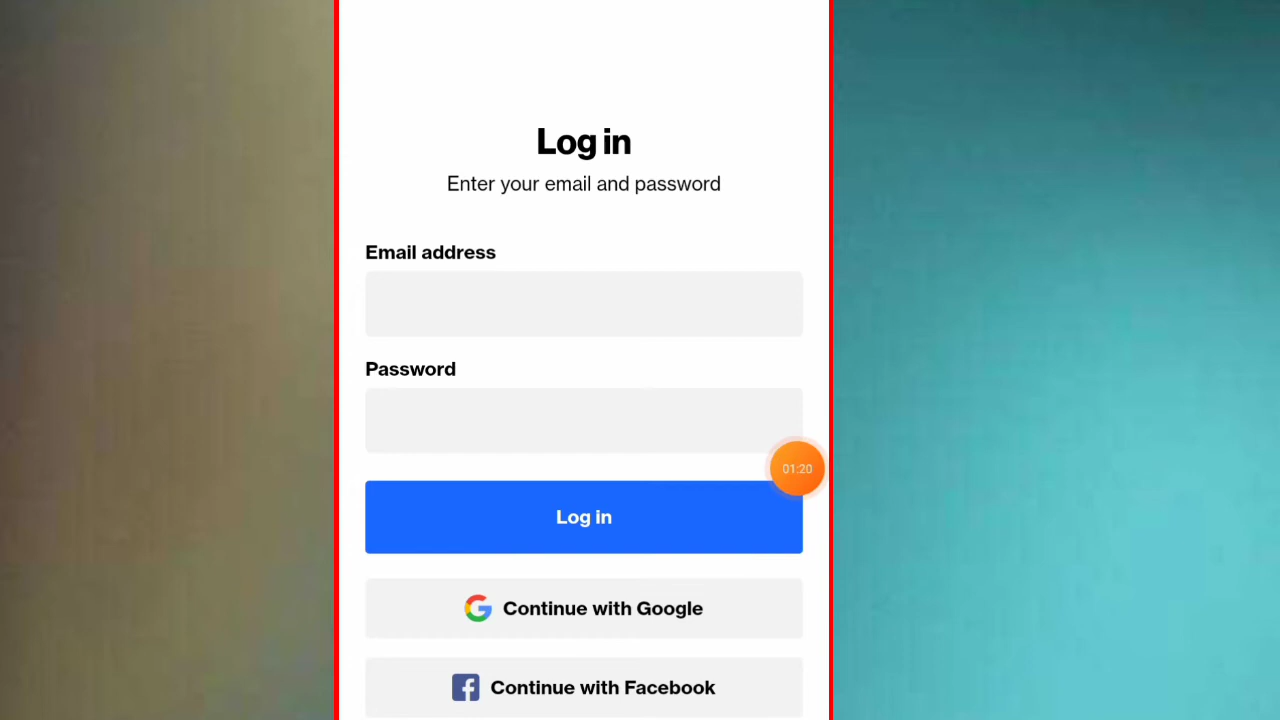 Log in
Enter your email and password
Email address
Password
01:20
Log in
Continue with Google
Continue with Facebook